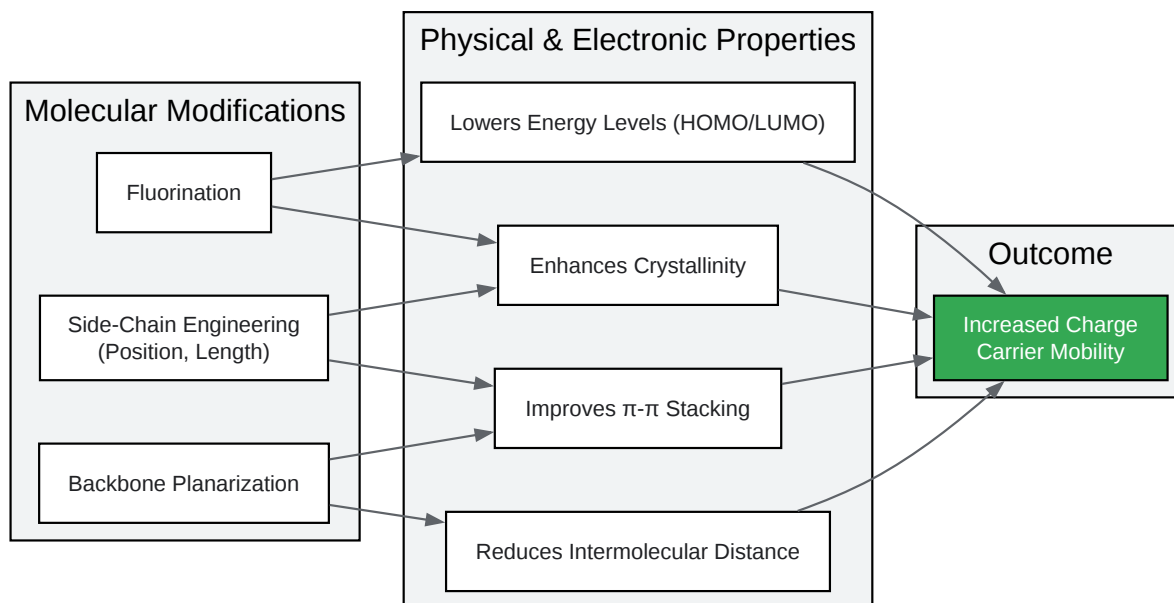 Molecular Modifications
Fluorination
Side-Chain Engineering
(Position, Length)
Backbone Planarization
Physical & Electronic Properties
Lowers Energy Levels (HOMO/LUMO)
Enhances Crystallinity
Improves π-π Stacking
Reduces Intermolecular Distance
Outcome
Increased Charge
Carrier Mobility